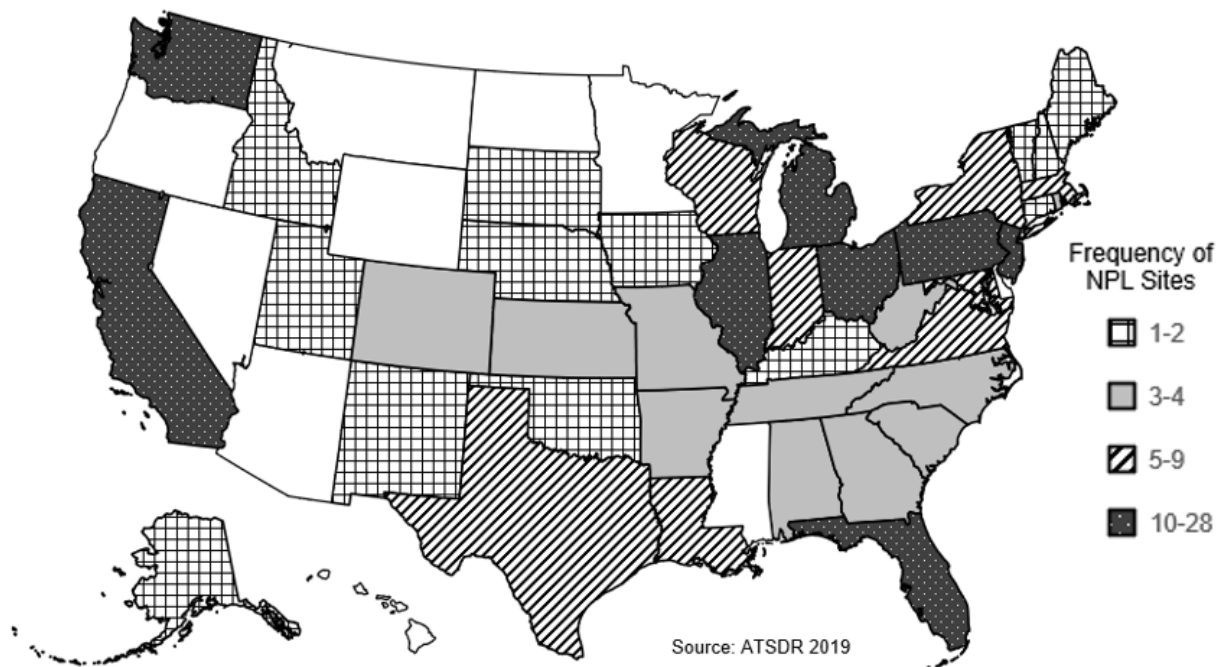 Frequency of
NPL Sites
1-2
3-4
5-9
10-28
Source: ATSDR 2019